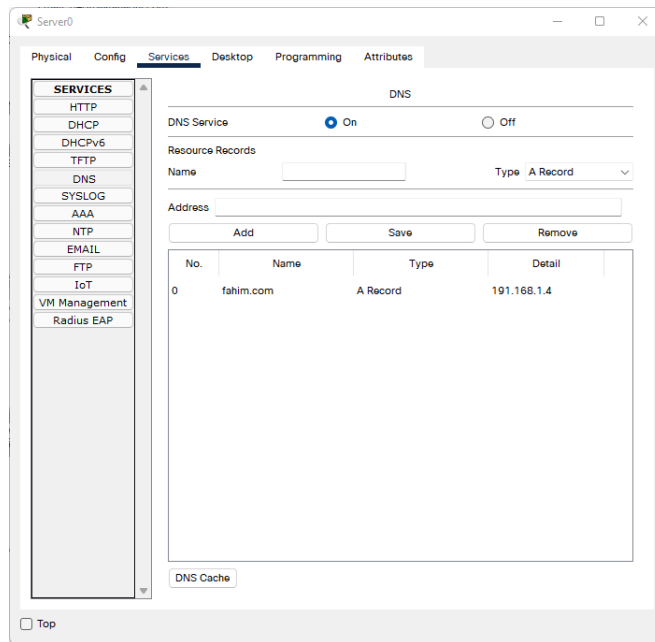 Server0
Physical Config Services Desktop Programming Attributes
SERVICES
HTTP
DHCP
DHCPv6
TFTP
DNS
SYSLOG
AAA
NTP
EMAIL
FTP
IoT
VM Management
Radius EAP
DNS
DNS Service On Off
Resource Records
Name Type A Record
Address
Add Save Remove
No. Name Type Detail
0 fahim.com A Record 191.168.1.4
DNS Cache
Top